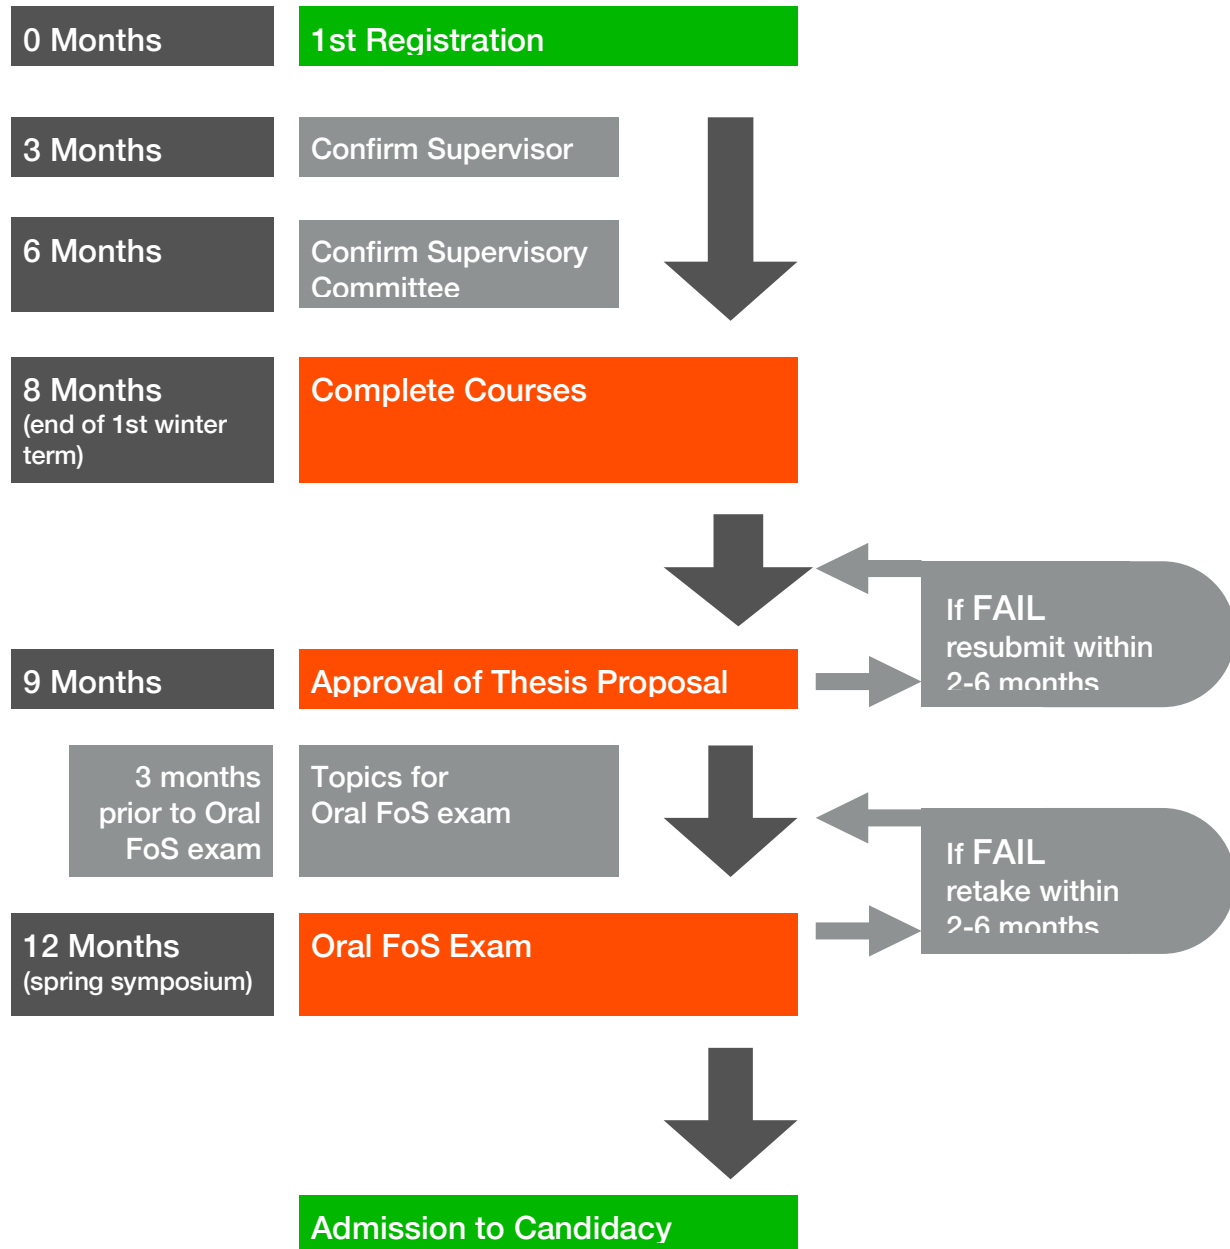 0 Months
1st Registration
3 Months
Confirm Supervisor
6 Months
Confirm Supervisory
Committee
8 Months
(end of 1st winter
term)
Complete Courses
If FAIL
resubmit within
2-6 months
9 Months
Approval of Thesis Proposal
3 months
prior to Oral
FoS exam
Topics for
Oral FoS exam
If FAIL
retake within
2-6 months
12 Months
(spring symposium)
Oral FoS Exam
Admission to Candidacy